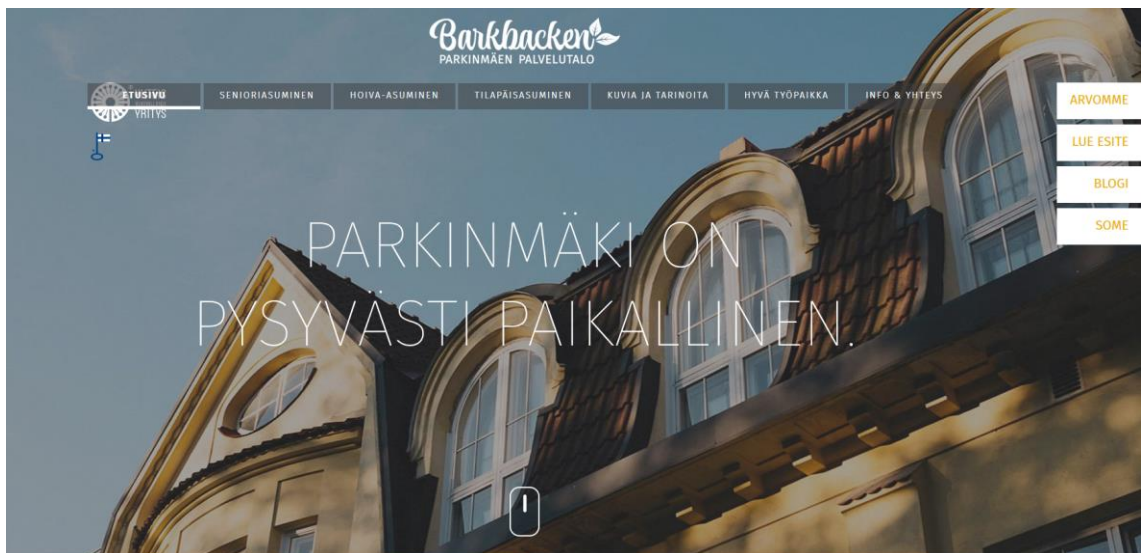 Barkbacken
PARKINMÄEN PALVELUTALO
ETUSIVU
SENIORIASUMINEN
HOIVA-ASUMINEN
TILAPÄISASUMINEN
KUVIA JA TARINOITA
HYVÄ TYÖPAIKKA
INFO & YHTEYS
YRITYS
ARVOMME
LUE ESITE
BLOGI
SOME
PARKINMÄKI ON
PYSYVÄSTI PAIKALLINEN.